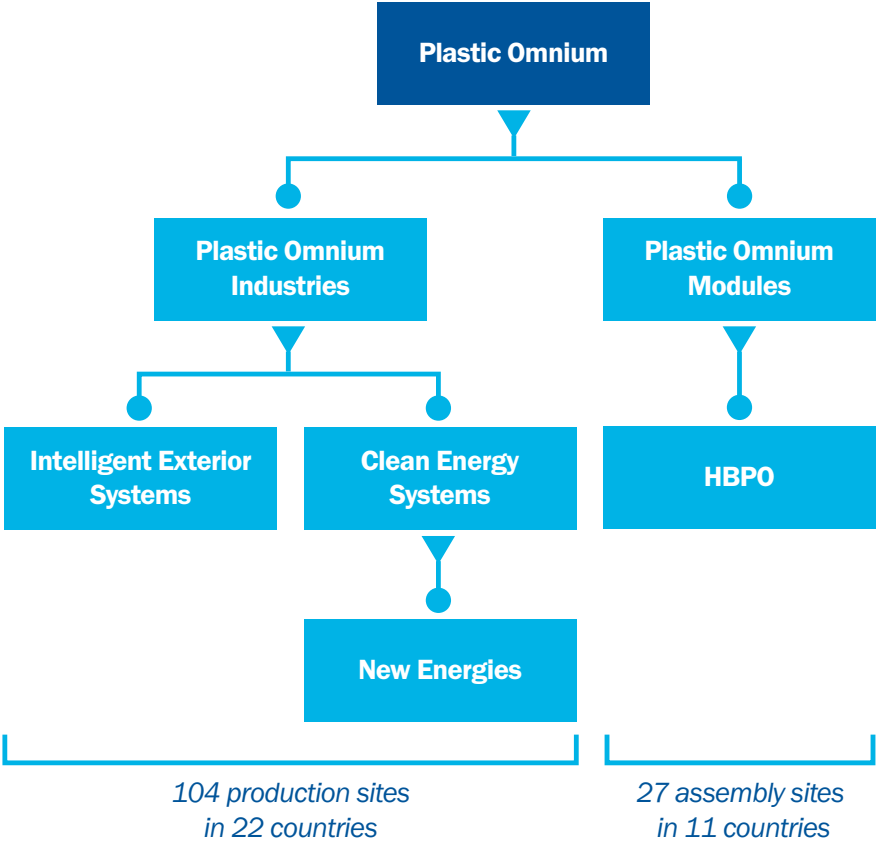 Plastic Omnium
Plastic Omnium
Industries
Plastic Omnium
Modules
Intelligent Exterior
Systems
Clean Energy
Systems
HBPO
New Energies
104 production sites
in 22 countries
27 assembly sites
in 11 countries